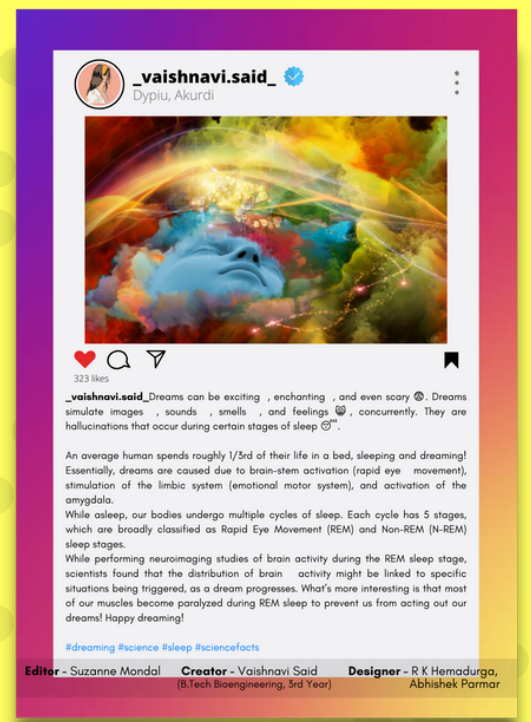 _vaishnavi.said_
Dypiu, Akurdi
323 likes
_vaishnavi.said_Dreams can be exciting , enchanting , and even scary 😨. Dreams
simulate images , sounds , smells , and feelings 😸, concurrently. They are
hallucinations that occur during certain stages of sleep 😴.
An average human spends roughly 1/3rd of their life in a bed, sleeping and dreaming!
Essentially, dreams are caused due to brain-stem activation (rapid eye movement),
stimulation of the limbic system (emotional motor system), and activation of the
amygdala.
While asleep, our bodies undergo multiple cycles of sleep. Each cycle has 5 stages,
which are broadly classified as Rapid Eye Movement (REM) and Non-REM (N-REM)
sleep stages.
While performing neuroimaging studies of brain activity during the REM sleep stage,
scientists found that the distribution of brain activity might be linked to specific
situations being triggered, as a dream progresses. What's more interesting is that most
of our muscles become paralyzed during REM sleep to prevent us from acting out our
dreams! Happy dreaming!
#dreaming #science #sleep #sciencefacts
Editor - Suzanne Mondal Creator - Vaishnavi Said Designer - R K Hemadurga,
(B.Tech Bioengineering, 3rd Year) Abhishek Parmar